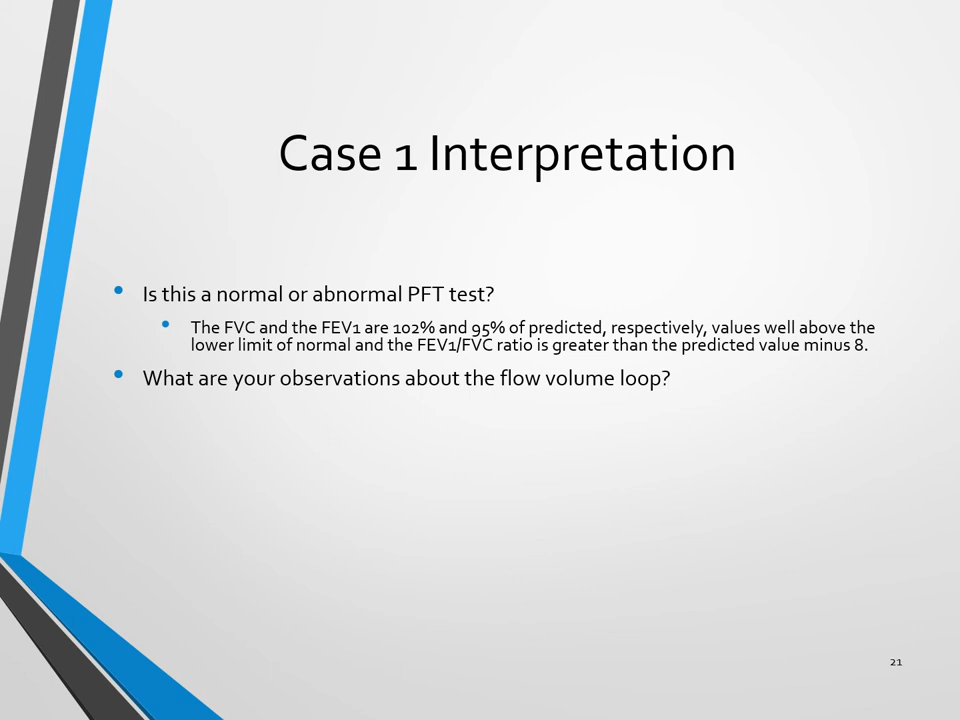 Case 1 Interpretation
• Is this a normal or abnormal PFT test?
• The FVC and the FEV1 are 102% and 95% of predicted, respectively, values well above the
lower limit of normal and the FEV1/FVC ratio is greater than the predicted value minus 8.
• What are your observations about the flow volume loop?
21